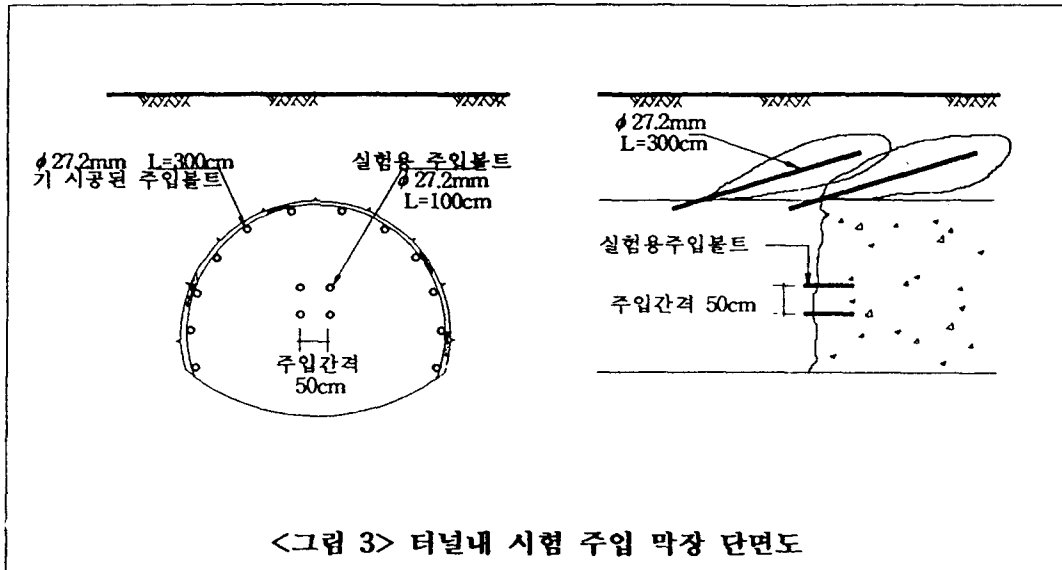 φ27.2mm L=300cm
기 시공된 주입볼트
실험용 주입볼트
φ27.2mm
L=100cm
주입간격
50cm
φ27.2mm
L=300cm
실험용주입볼트
주입간격 50cm
<그림 3> 터널내 시험 주입 막장 단면도